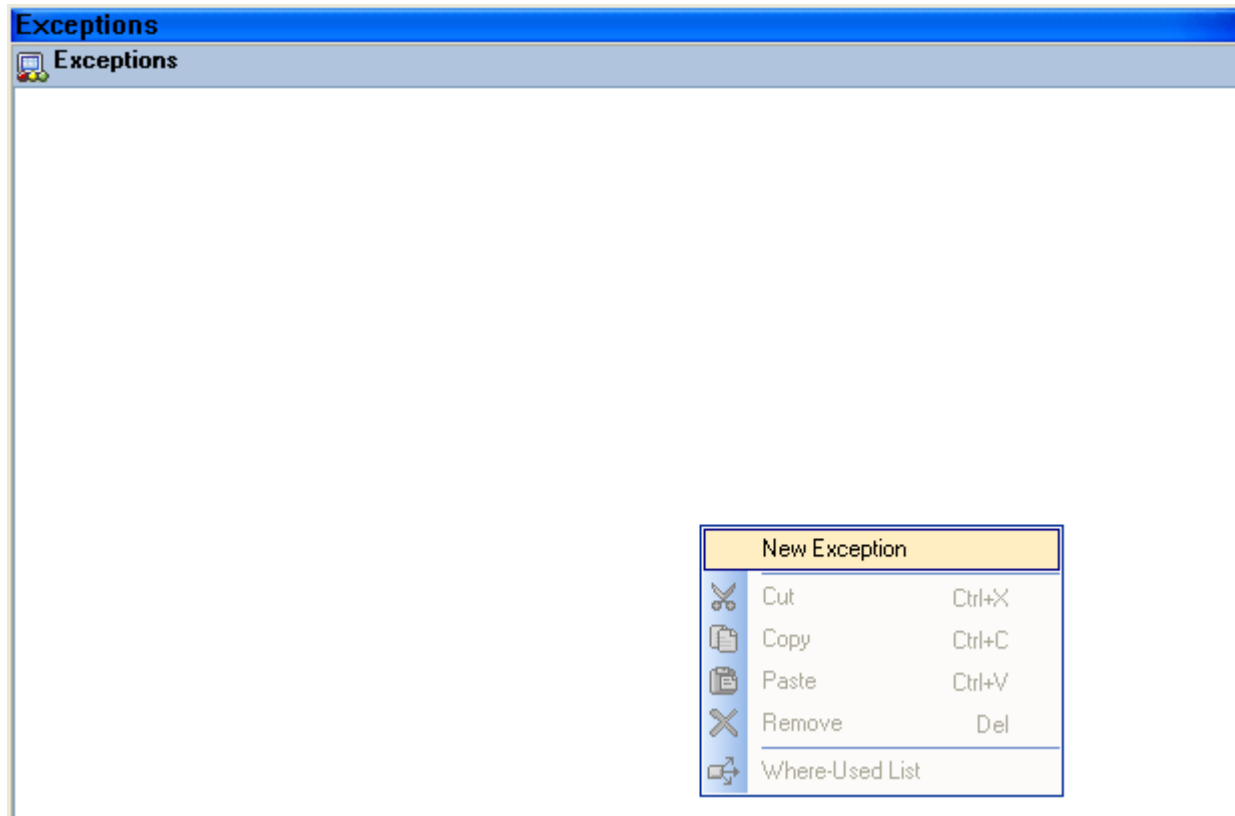 Exceptions
Exceptions
New Exception
Cut Ctrl+X
Copy Ctrl+C
Paste Ctrl+V
Remove Del
Where-Used List